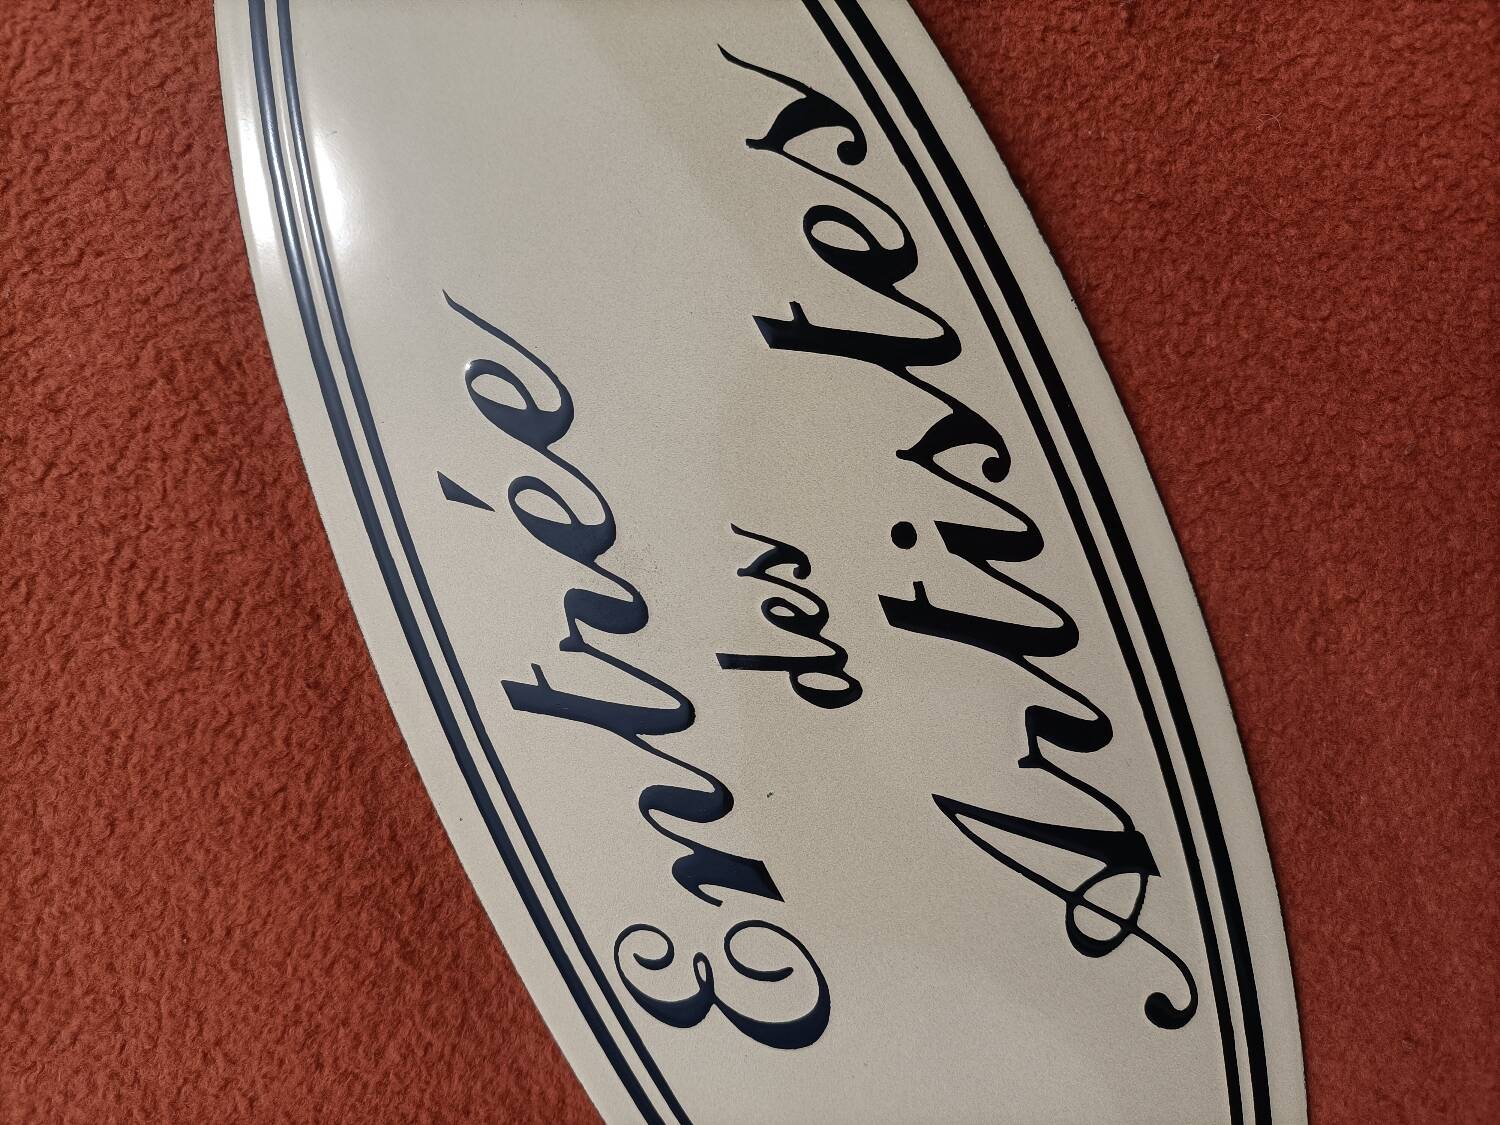 Entrée
des
Artistes